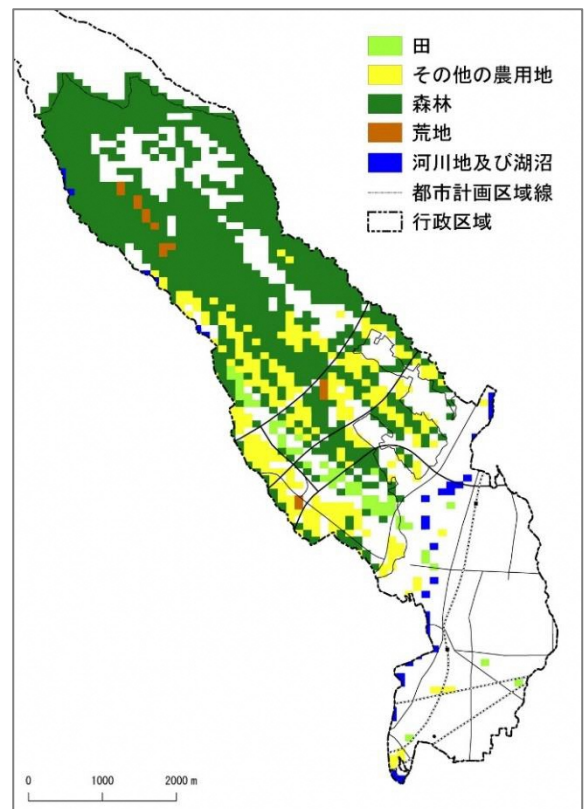 田
その他の農用地
森林
荒地
河川地及び湖沼
都市計画区域線
行政区域
0 1000 2000 m